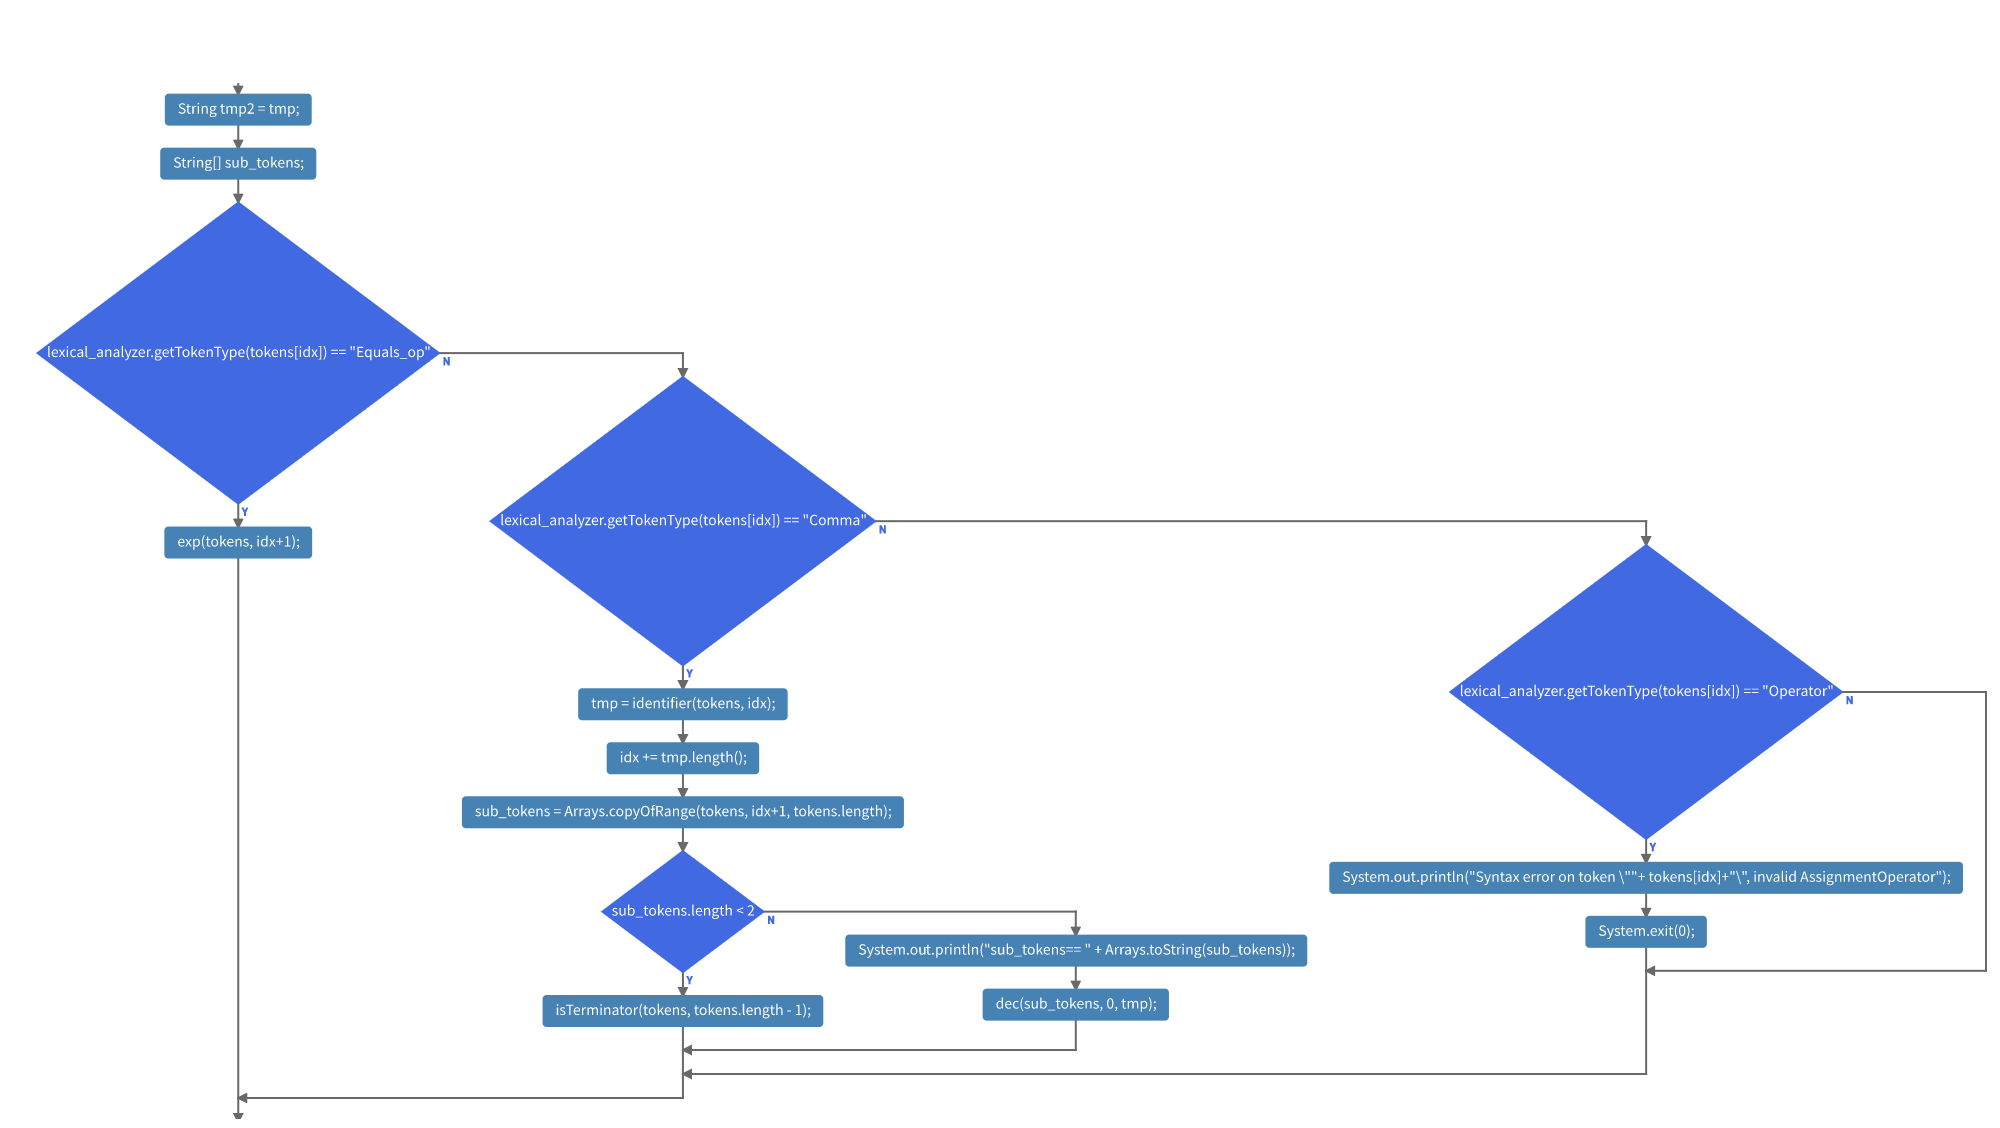 String tmp2 = tmp;
String[] sub_tokens;
lexical_analyzer.getTokenType(tokens[idx]) == "Equals_op"
N
Y
exp(tokens, idx+1);
lexical_analyzer.getTokenType(tokens[idx]) == "Comma"
N
Y
tmp = identifier(tokens, idx);
idx += tmp.length();
sub_tokens = Arrays.copyOfRange(tokens, idx+1, tokens.length);
sub_tokens.length < 2
N
Y
isTerminator(tokens, tokens.length - 1);
System.out.println("sub_tokens== " + Arrays.toString(sub_tokens));
dec(sub_tokens, 0, tmp);
lexical_analyzer.getTokenType(tokens[idx]) == "Operator"
N
Y
System.out.println("Syntax error on token \""+ tokens[idx]+"\", invalid AssignmentOperator");
System.exit(0);